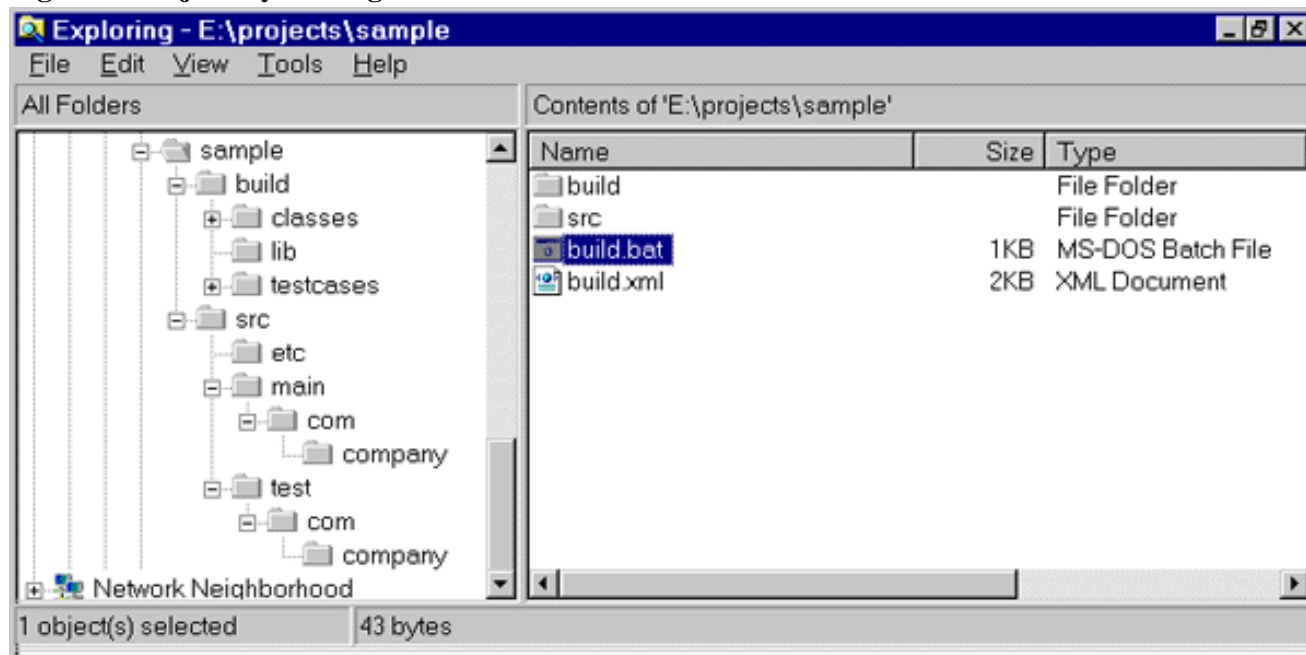 Exploring - E:\projects\sample
File Edit View Tools Help
All Folders
Contents of 'E:\projects\sample'
sample
build
classes
lib
testcases
src
etc
main
com
company
test
com
company
Network Neighborhood
Name Size Type
build File Folder
src File Folder
build.bat 1KB MS-DOS Batch File
build.xml 2KB XML Document
1 object(s) selected 43 bytes